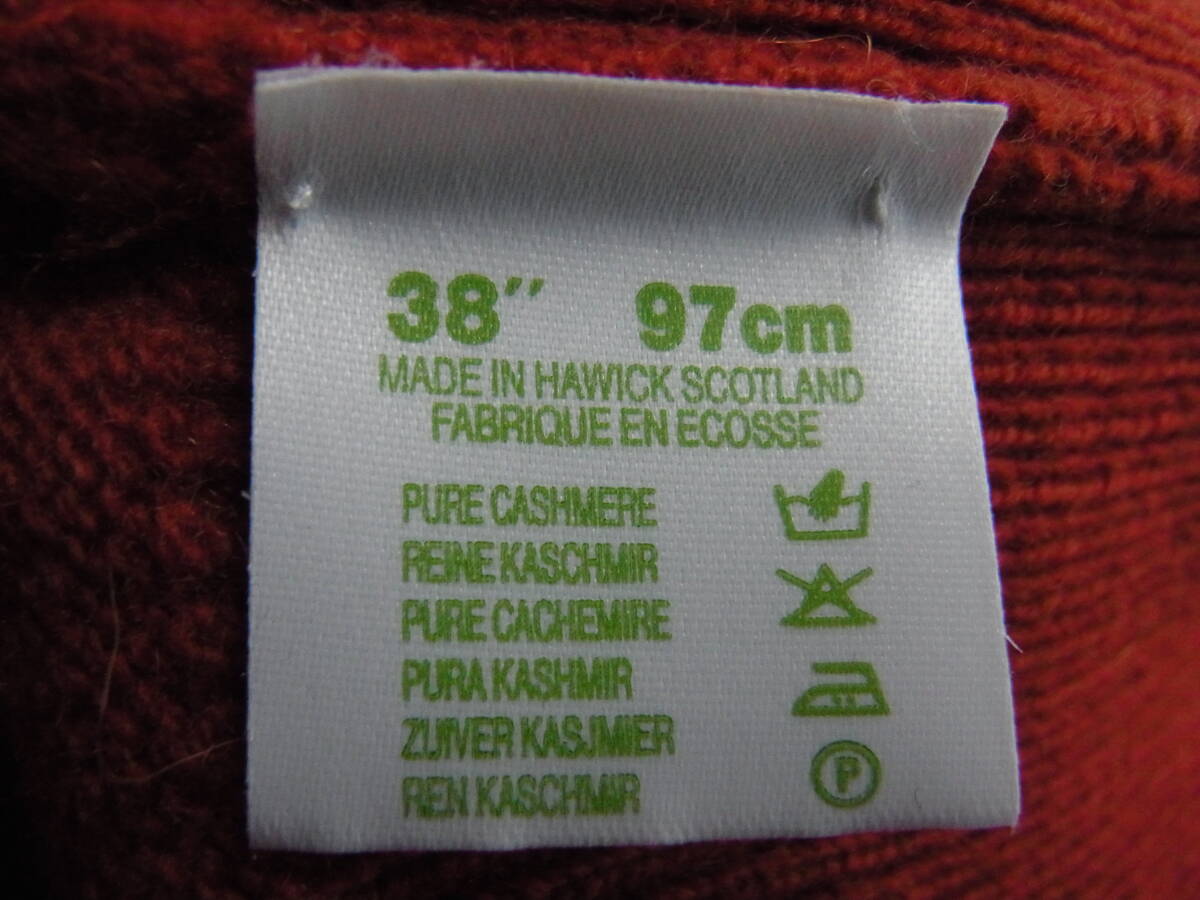 38" 97cm
MADE IN HAWICK SCOTLAND
FABRIQUE EN ECOSSE
PURE CASHMERE
REINE KASCHMIR
PURE CACHEMIRE
PURA KASHMIR
ZUIVER KASJMIER
REN KASCHMIR
P